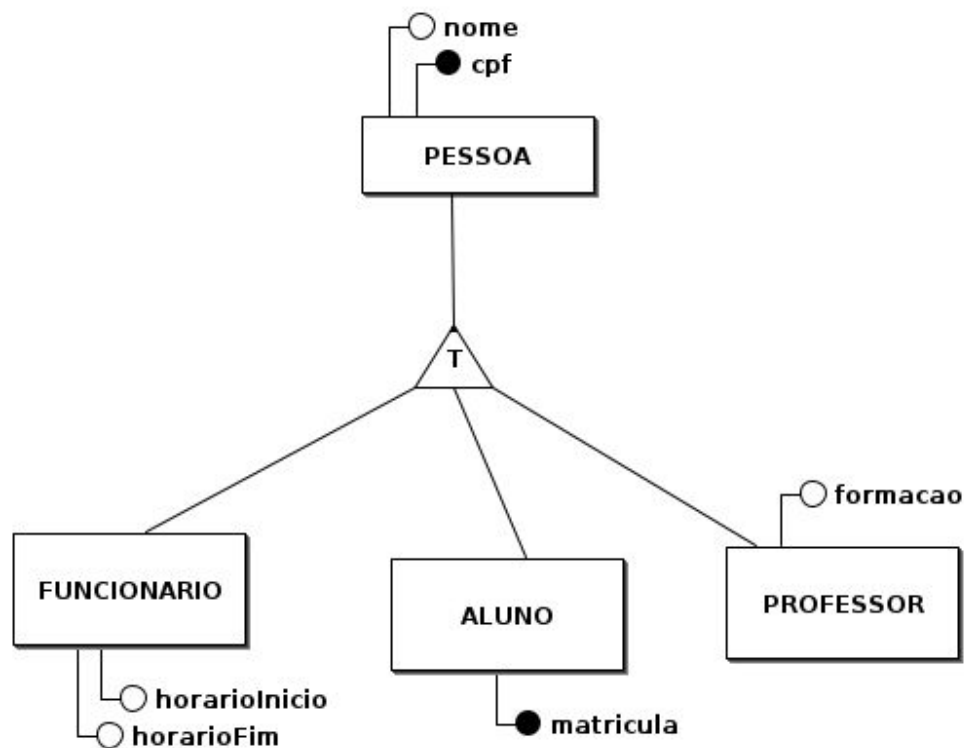 nome
cpf
PESSOA
T
formacao
FUNCIONARIO
ALUNO
PROFESSOR
horarioInicio
matricula
horarioFim